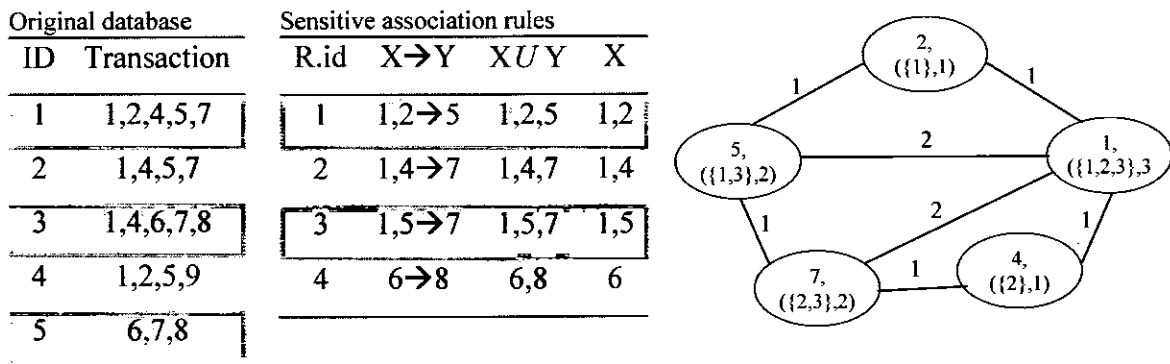 Original database
ID Transaction
1 1,2,4,5,7
2 1,4,5,7
3 1,4,6,7,8
4 1,2,5,9
5 6,7,8
Sensitive association rules
R.id X→Y X U Y X
1 1,2→5 1,2,5 1,2
2 1,4→7 1,4,7 1,4
3 1,5→7 1,5,7 1,5
4 6→8 6,8 6
2,
({1},1)
1
1
5,
({1,3},2)
2
1,
({1,2,3},3
1
2
1
7,
({2,3},2)
1
4,
({2},1)